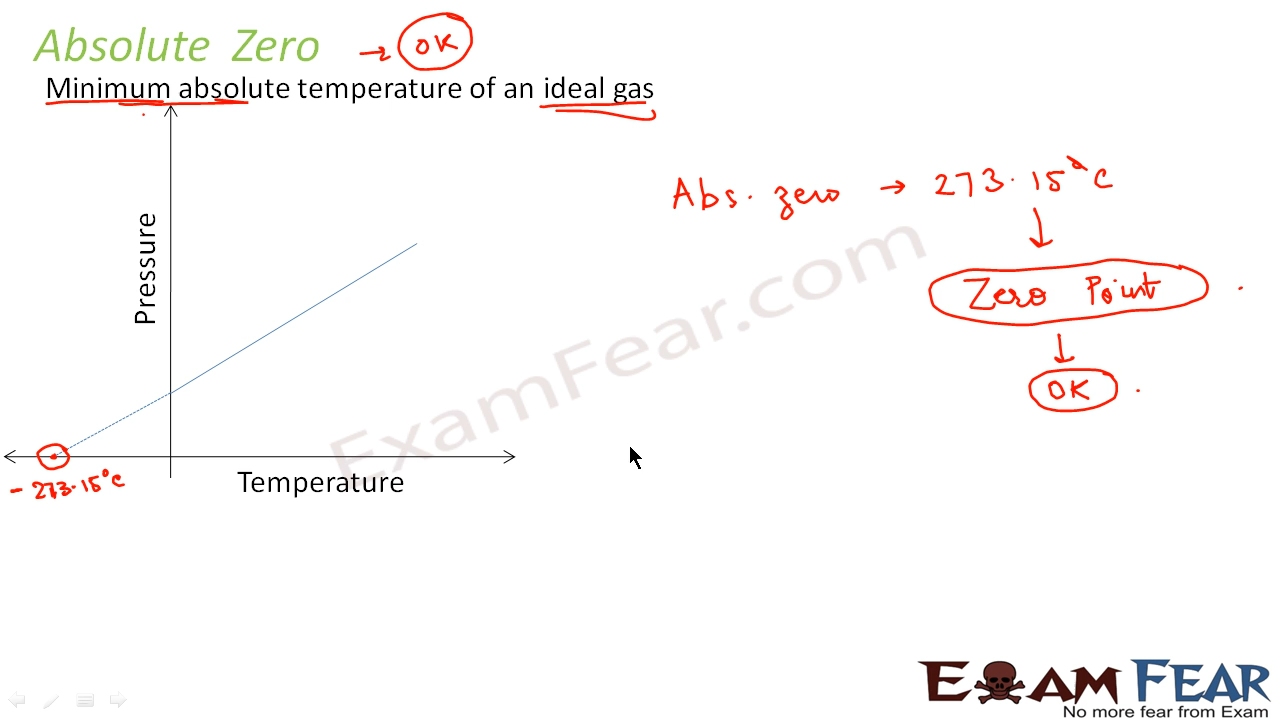 Absolute Zero → OK
Minimum absolute temperature of an ideal gas
Abs. zero → 273.15°C
Pressure
Zero Point
OK
ExamFear.com
Temperature
- 273.15°C
EXAM FEAR
No more fear from Exam